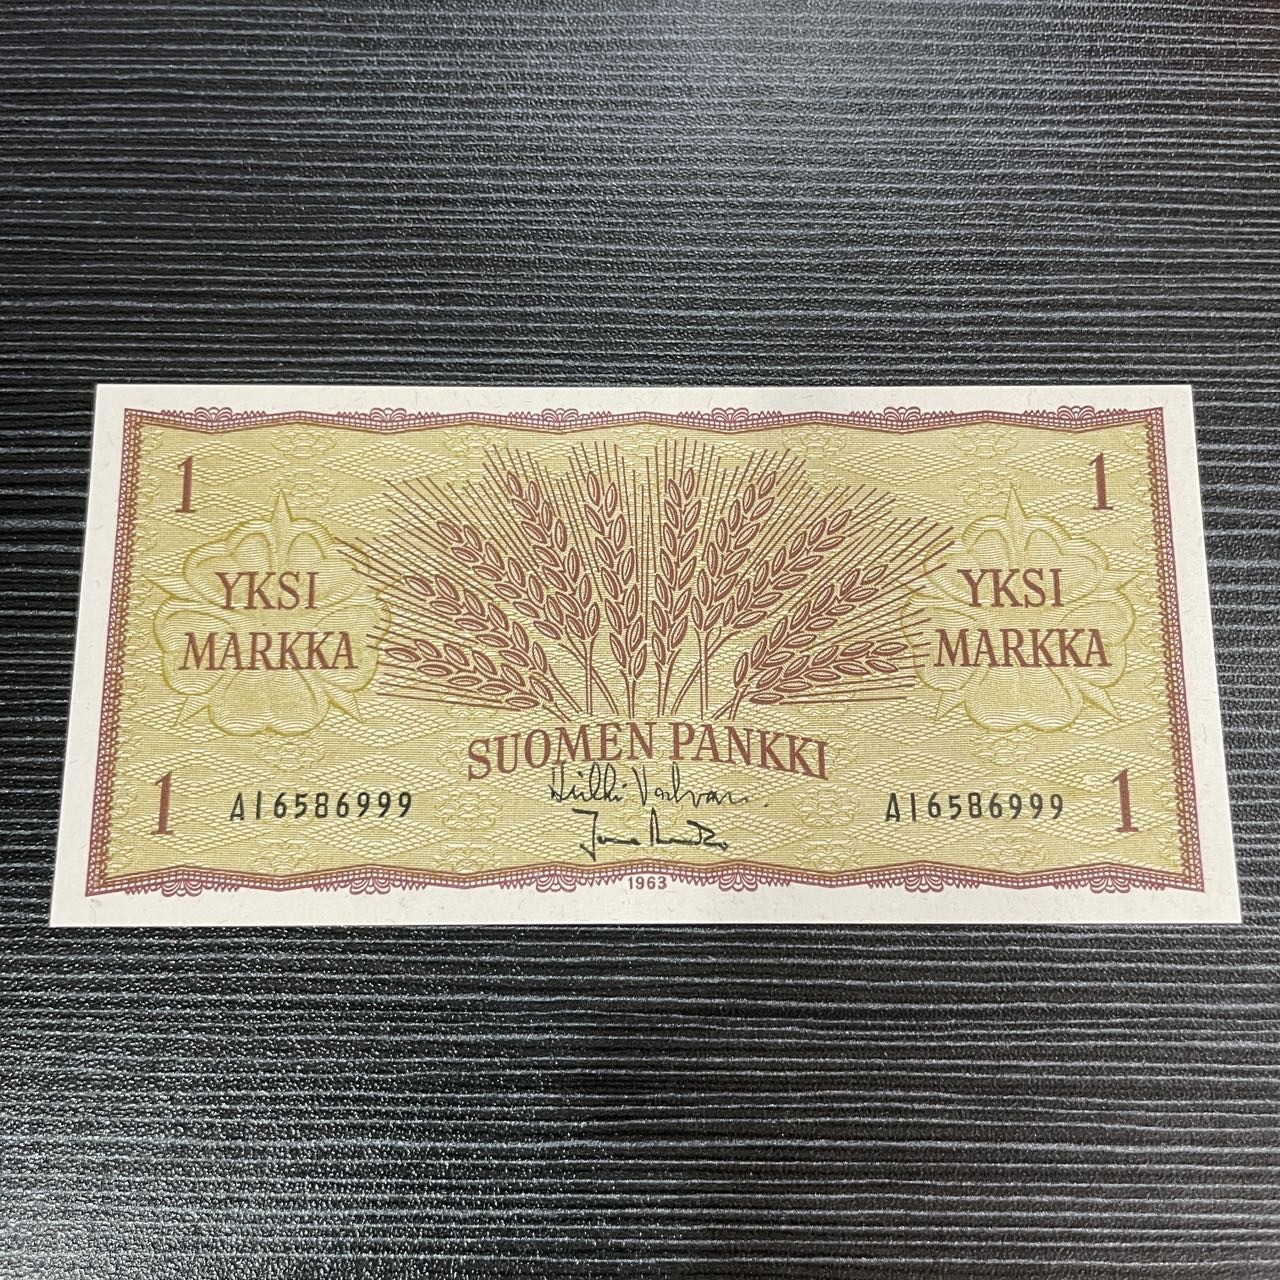 1 1
YKSI MARKKA
YKSI MARKKA
SUOMEN PANKKI
1 A16586999
A16586999 1
1963